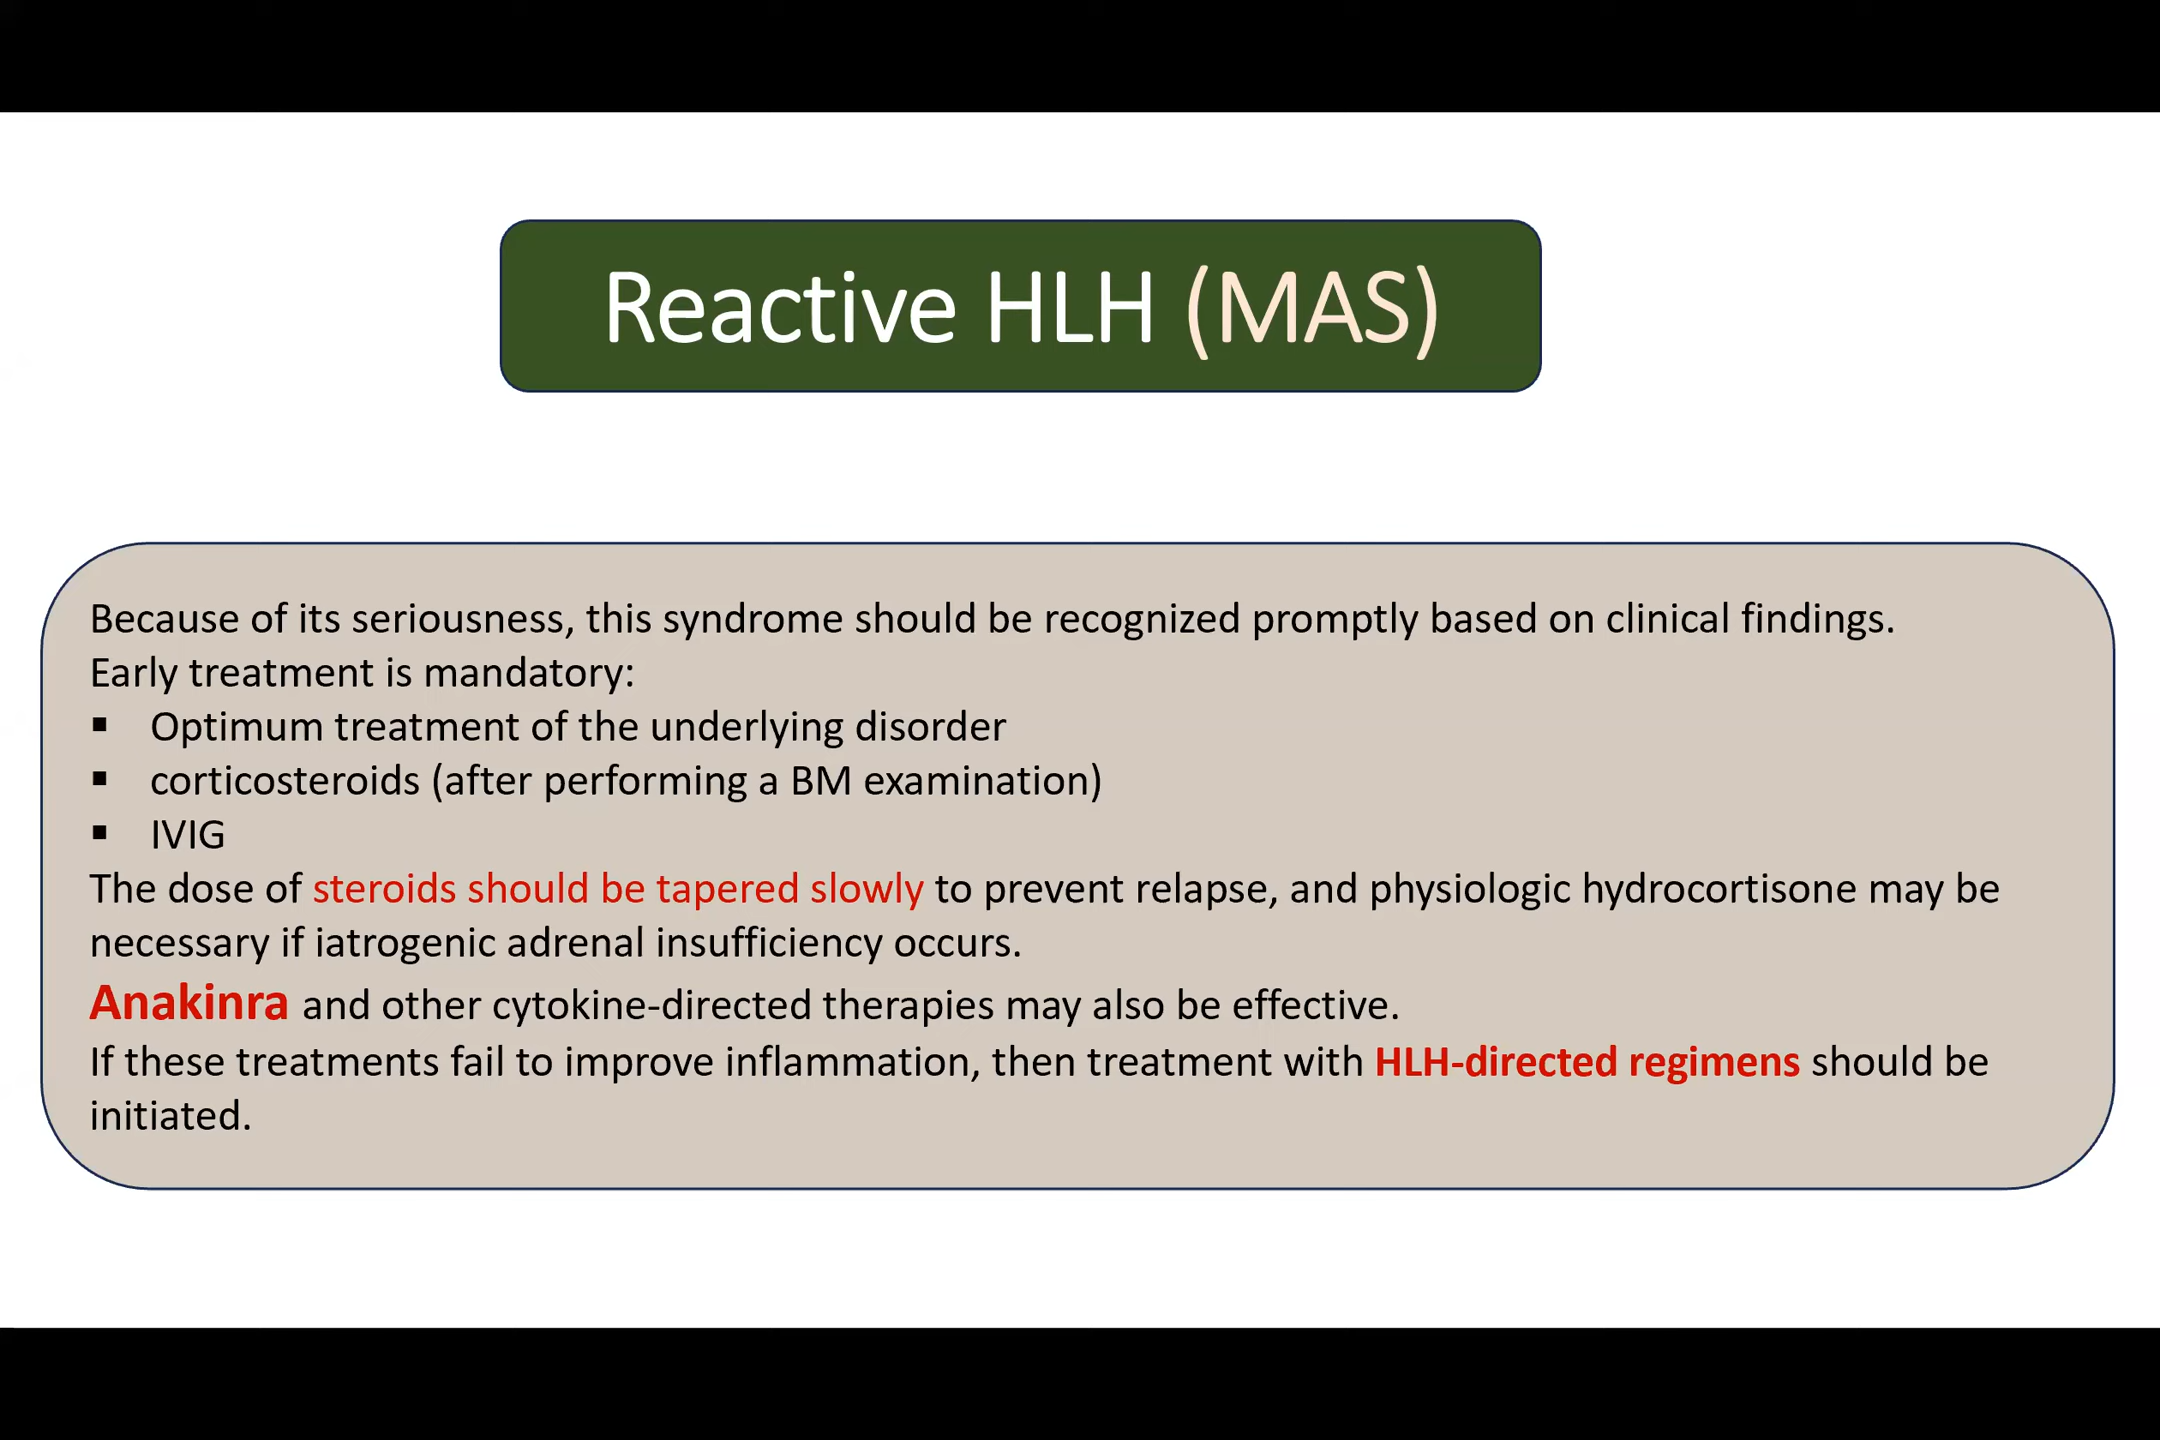 Reactive HLH (MAS)
Because of its seriousness, this syndrome should be recognized promptly based on clinical findings.
Early treatment is mandatory:
▪ Optimum treatment of the underlying disorder
▪ corticosteroids (after performing a BM examination)
▪ IVIG
The dose of steroids should be tapered slowly to prevent relapse, and physiologic hydrocortisone may be
necessary if iatrogenic adrenal insufficiency occurs.
Anakinra and other cytokine-directed therapies may also be effective.
If these treatments fail to improve inflammation, then treatment with HLH-directed regimens should be
initiated.